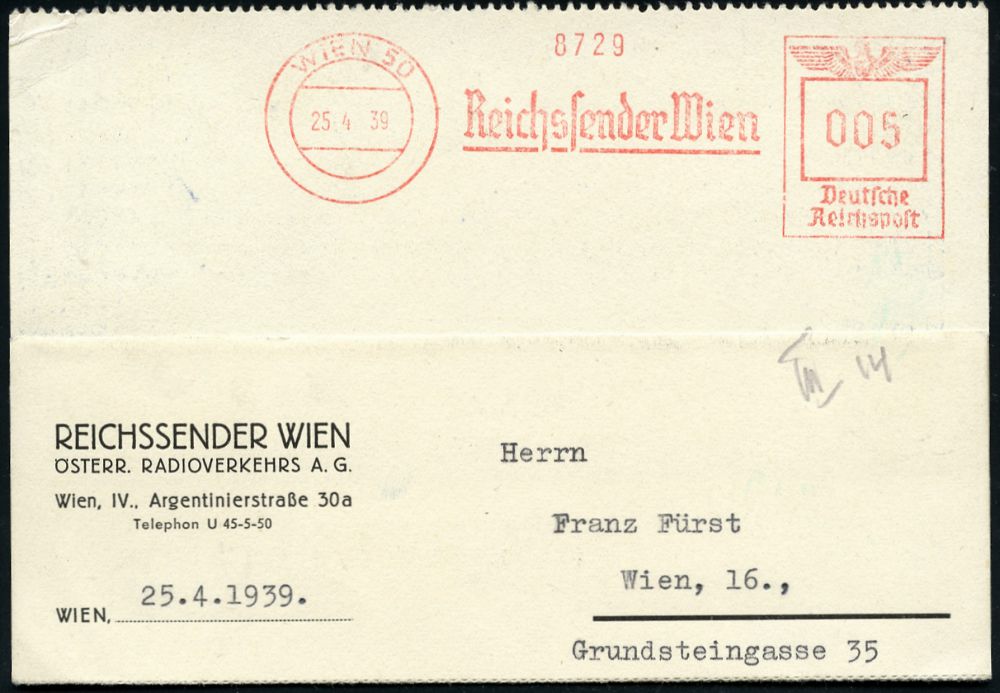 WIEN 50
25.4 39
8729
Reichssender Wien
005
Deutsche
Reichspost
REICHSSENDER WIEN
ÖSTERR. RADIOVERKEHRS A. G.
Wien, IV., Argentinierstraße 30a
Telephon U 45-5-50
WIEN, 25.4.1939.
Herrn
Franz Fürst
Wien, 16.,
Grundsteingasse 35